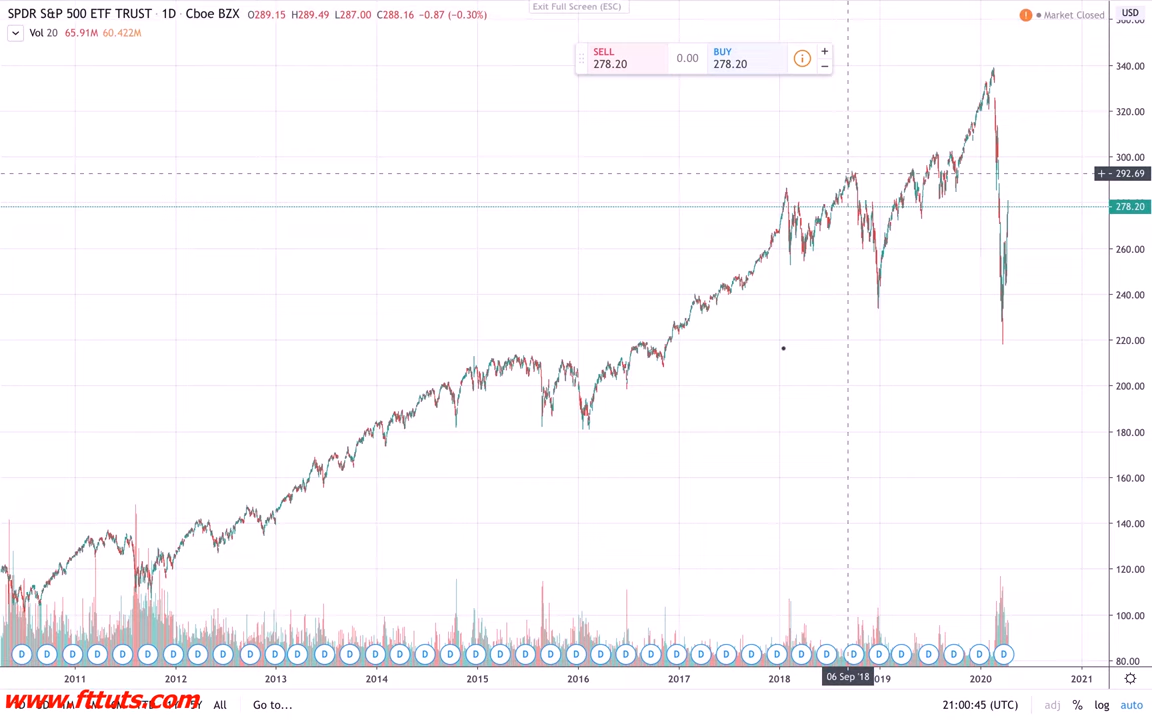 Exit Full Screen (ESC)
SPDR S&P 500 ETF TRUST · 1D · Cboe BZX O289.15 H289.49 L287.00 C288.16 −0.87 (−0.30%)
Market Closed
USD
Vol 20 65.91M 60.422M
SELL
278.20
0.00
BUY
278.20
340.00
320.00
300.00
292.69
278.20
260.00
240.00
220.00
200.00
180.00
160.00
140.00
120.00
100.00
80.00
D D D D D D D D D D D D D D D D D D D D D D D D D D D D D D D D D D D D D D D D
2011 2012 2013 2014 2015 2016 2017 2018 06 Sep '18 2019 2020 2021
www.fttuts.com
All Go to...
21:00:45 (UTC) adj % log auto